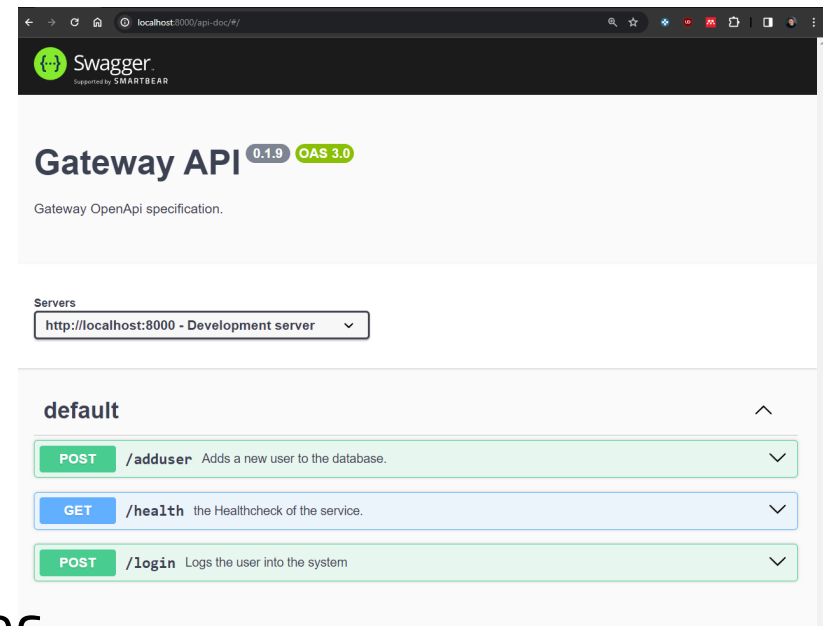 localhost:8000/api-doc/#/
Swagger.
Supported by SMARTBEAR
Gateway API 0.1.9 OAS 3.0
Gateway OpenApi specification.
Servers
http://localhost:8000 - Development server
default
POST /adduser Adds a new user to the database.
GET /health the Healthcheck of the service.
POST /login Logs the user into the system